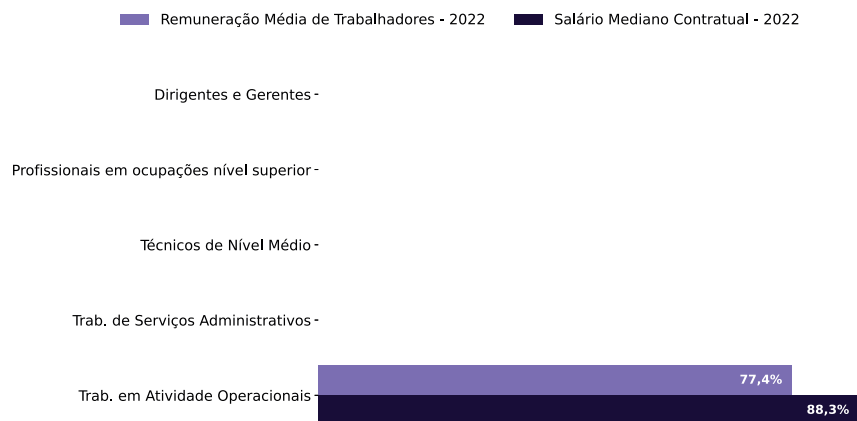 Remuneração Média de Trabalhadores - 2022 Salário Mediano Contratual - 2022
Dirigentes e Gerentes
Profissionais em ocupações nível superior
Técnicos de Nível Médio
Trab. de Serviços Administrativos
77,4%
Trab. em Atividade Operacionais
88,3%